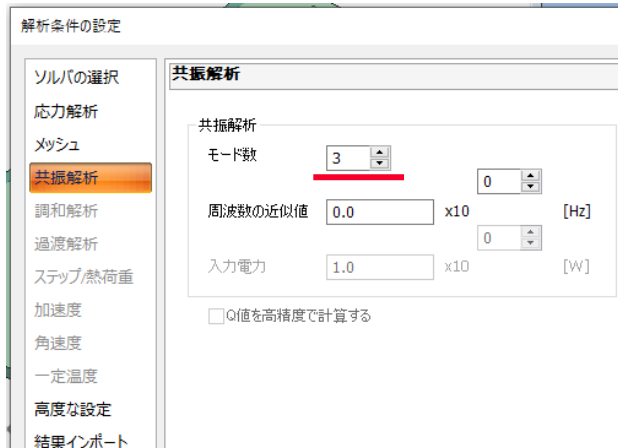 解析条件の設定
ソルバの選択
応力解析
メッシュ
共振解析
調和解析
過渡解析
ステップ/熱荷重
加速度
角速度
一定温度
高度な設定
結果インポート
共振解析
共振解析
モード数 3
0
周波数の近似値 0.0 x10 [Hz]
0
入力電力 1.0 x10 [W]
Q値を高精度で計算する